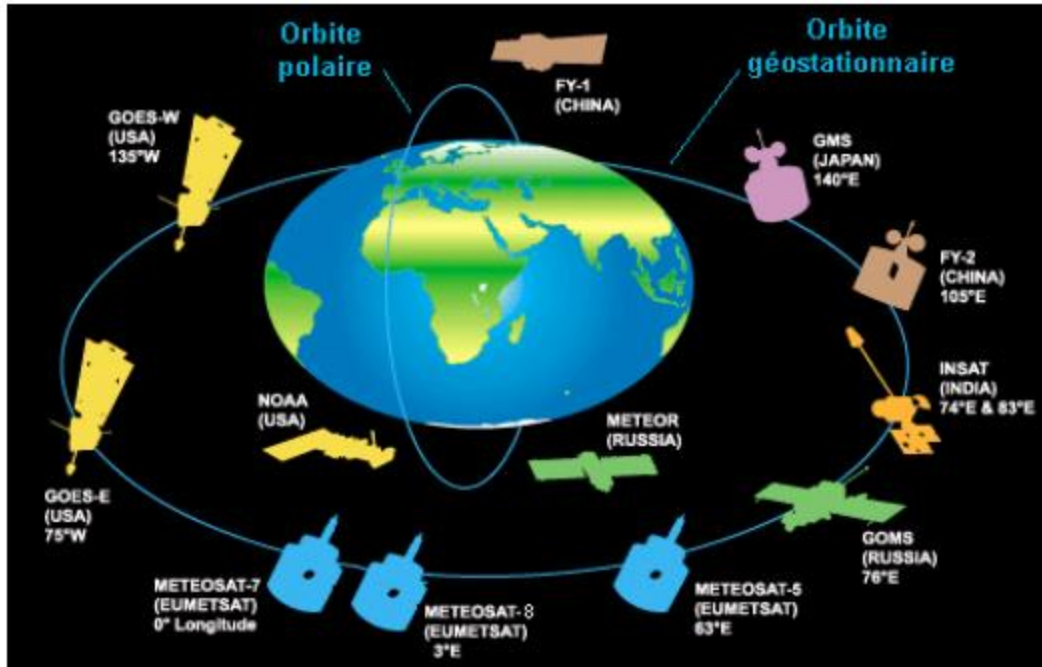 Orbite
polaire
Orbite
géostationnaire
FY-1
(CHINA)
GOES-W
(USA)
135°W
GMS
(JAPAN)
140°E
FY-2
(CHINA)
105°E
INSAT
(INDIA)
74°E & 83°E
NOAA
(USA)
METEOR
(RUSSIA)
GOES-E
(USA)
75°W
GOMS
(RUSSIA)
76°E
METEOSAT-7
(EUMETSAT)
0° Longitude
METEOSAT-8
(EUMETSAT)
3°E
METEOSAT-5
(EUMETSAT)
63°E